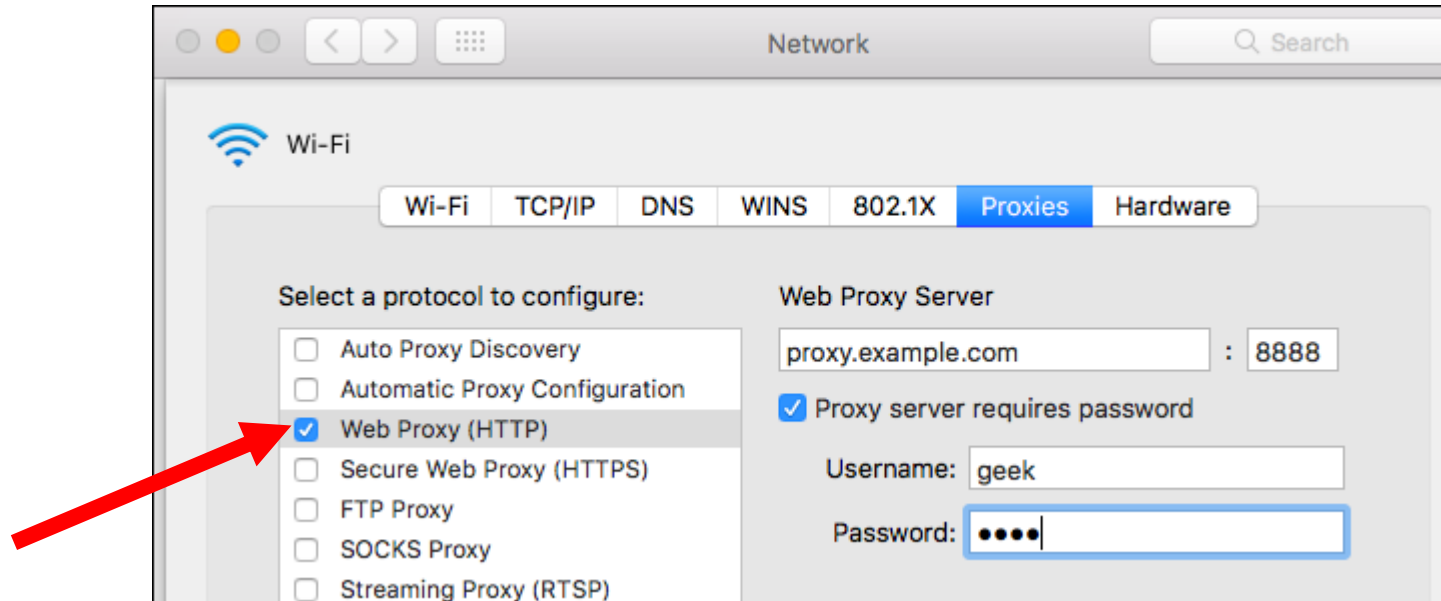 Network
Search
Wi-Fi
Wi-Fi TCP/IP DNS WINS 802.1X Proxies Hardware
Select a protocol to configure:
Auto Proxy Discovery
Automatic Proxy Configuration
Web Proxy (HTTP)
Secure Web Proxy (HTTPS)
FTP Proxy
SOCKS Proxy
Streaming Proxy (RTSP)
Web Proxy Server
proxy.example.com : 8888
Proxy server requires password
Username: geek
Password: ••••